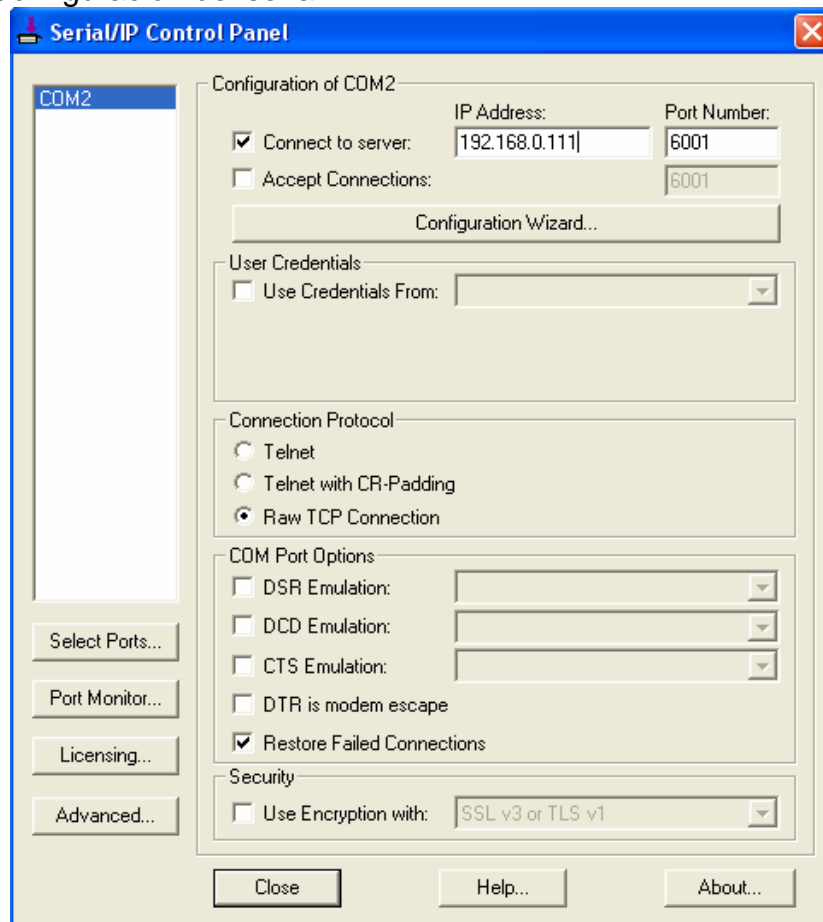 Serial/IP Control Panel
COM2
Configuration of COM2
IP Address: Port Number:
Connect to server: 192.168.0.111 6001
Accept Connections: 6001
Configuration Wizard...
User Credentials
Use Credentials From:
Connection Protocol
Telnet
Telnet with CR-Padding
Raw TCP Connection
COM Port Options
DSR Emulation:
DCD Emulation:
CTS Emulation:
DTR is modem escape
Restore Failed Connections
Security
Use Encryption with: SSL v3 or TLS v1
Select Ports...
Port Monitor...
Licensing...
Advanced...
Close Help... About...